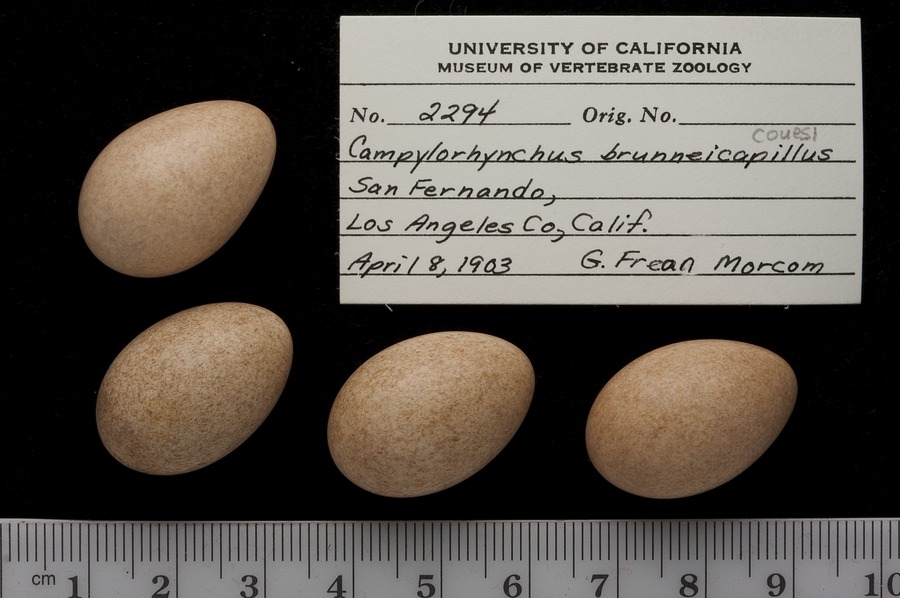 UNIVERSITY OF CALIFORNIA
MUSEUM OF VERTEBRATE ZOOLOGY
No. 2294 Orig. No.
couesi
Campylorhynchus brunneicapillus
San Fernando,
Los Angeles Co, Calif.
April 8, 1903 G. Frean Morcom
cm 1 2 3 4 5 6 7 8 9 10